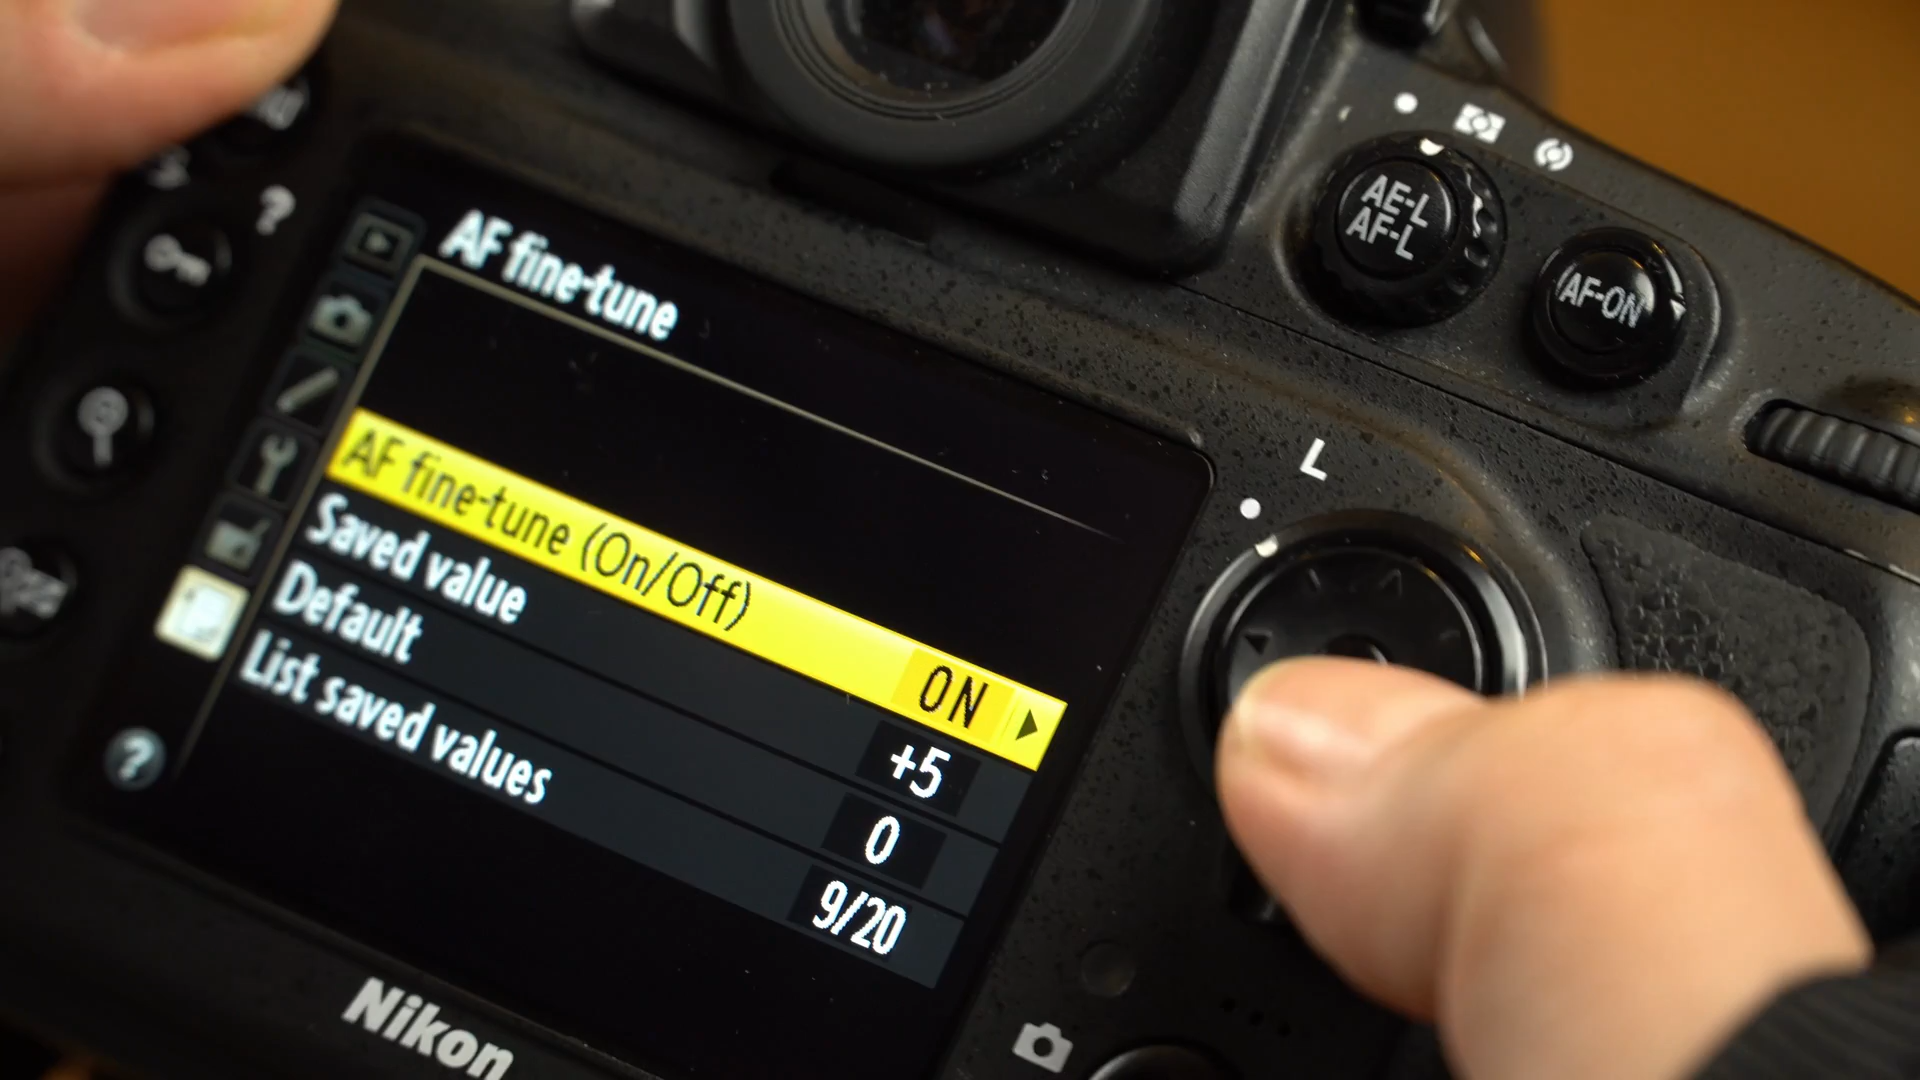 AE-L
AF-L
AF-ON
?
AF fine-tune
L
AF fine-tune (On/Off) ON
Saved value +5
Default 0
List saved values 9/20
?
Nikon